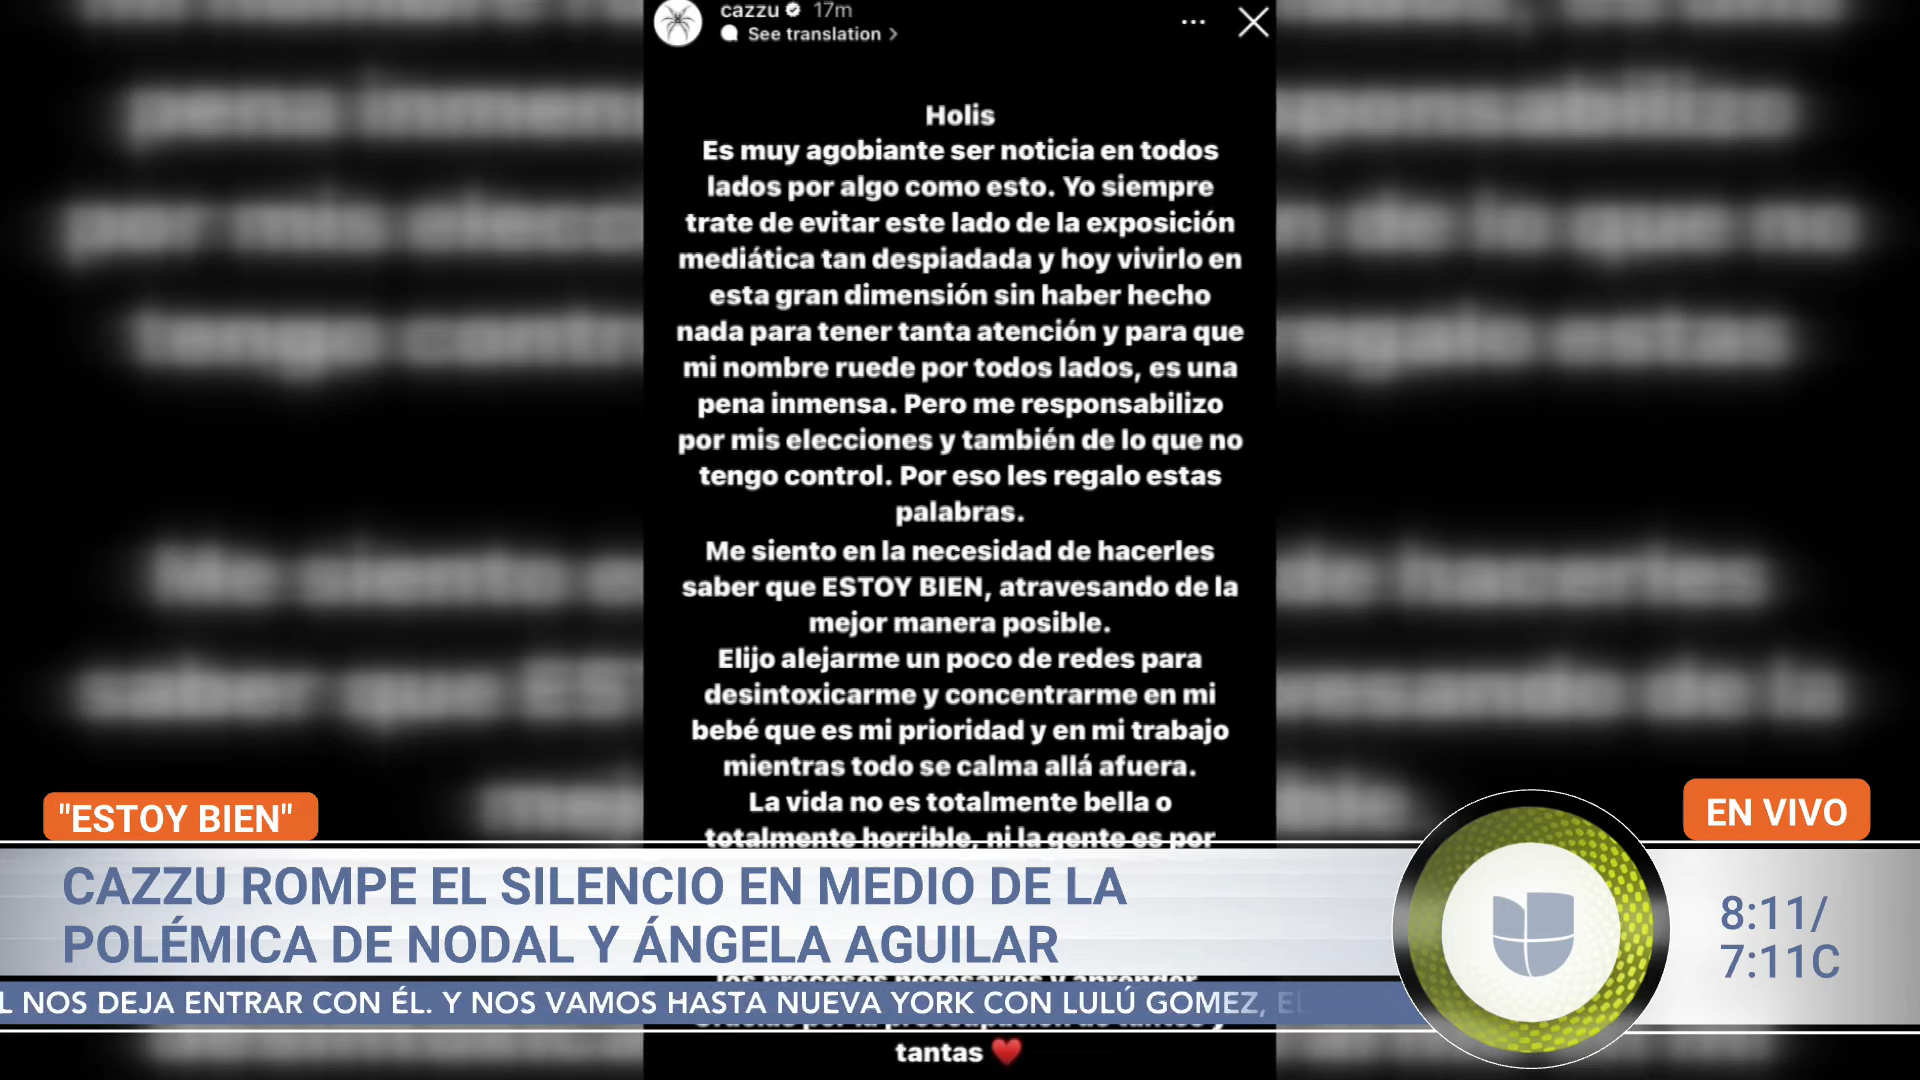 cazzu 17m
See translation
Holis
Es muy agobiante ser noticia en todos
lados por algo como esto. Yo siempre
trate de evitar este lado de la exposición
mediática tan despiadada y hoy vivirlo en
esta gran dimensión sin haber hecho
nada para tener tanta atención y para que
mi nombre ruede por todos lados, es una
pena inmensa. Pero me responsabilizo
por mis elecciones y también de lo que no
tengo control. Por eso les regalo estas
palabras.
Me siento en la necesidad de hacerles
saber que ESTOY BIEN, atravesando de la
mejor manera posible.
Elijo alejarme un poco de redes para
desintoxicarme y concentrarme en mi
bebé que es mi prioridad y en mi trabajo
mientras todo se calma allá afuera.
La vida no es totalmente bella o
totalmente horrible, ni la gente es por
tantas ❤️
"ESTOY BIEN"
EN VIVO
CAZZU ROMPE EL SILENCIO EN MEDIO DE LA
POLÉMICA DE NODAL Y ÁNGELA AGUILAR
8:11/
7:11C
L NOS DEJA ENTRAR CON ÉL. Y NOS VAMOS HASTA NUEVA YORK CON LULÚ GOMEZ,